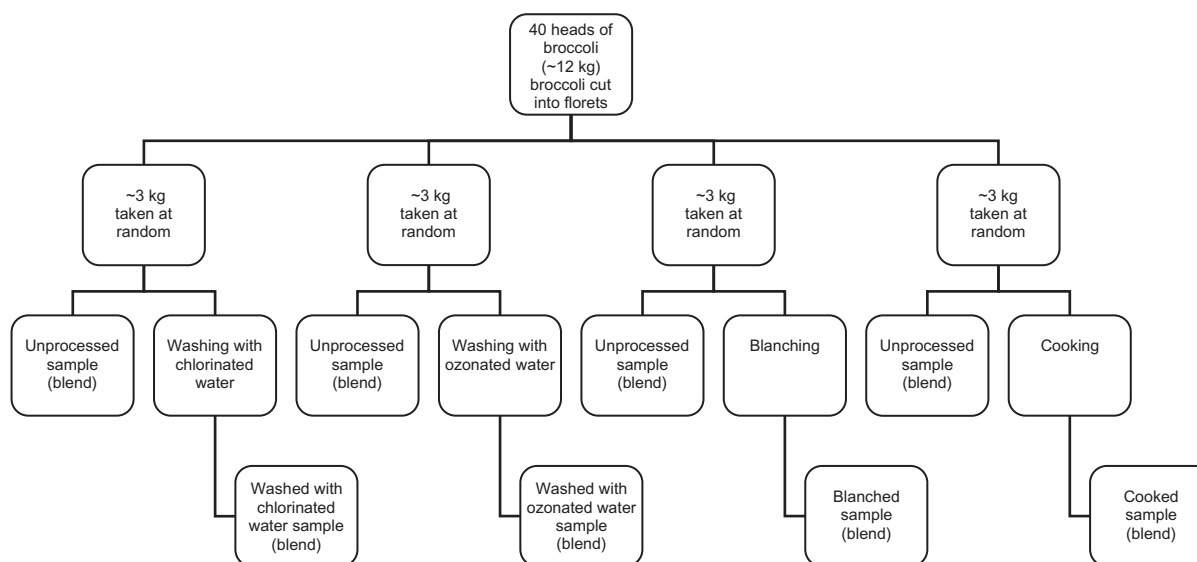 40 heads of
broccoli
(~12 kg)
broccoli cut
into florets
~3 kg
taken at
random
~3 kg
taken at
random
~3 kg
taken at
random
~3 kg
taken at
random
Unprocessed
sample
(blend)
Washing with
chlorinated
water
Unprocessed
sample
(blend)
Washing with
ozonated water
Unprocessed
sample
(blend)
Blanching
Unprocessed
sample
(blend)
Cooking
Washed with
chlorinated
water sample
(blend)
Washed with
ozonated water
sample
(blend)
Blanched
sample
(blend)
Cooked
sample
(blend)